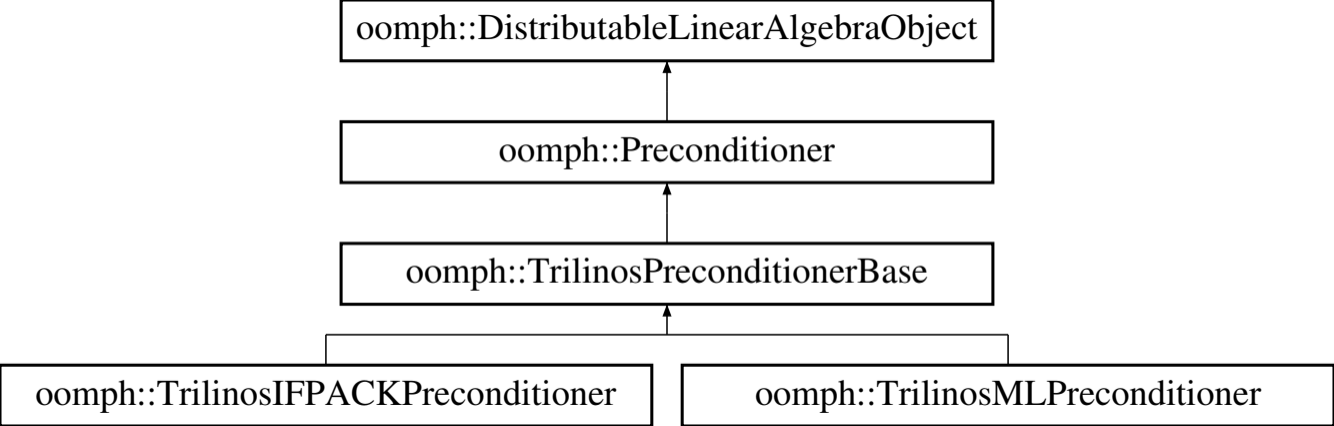 oomph::DistributableLinearAlgebraObject
oomph::Preconditioner
oomph::TrilinosPreconditionerBase
oomph::TrilinosIFPACKPreconditioner
oomph::TrilinosMLPreconditioner